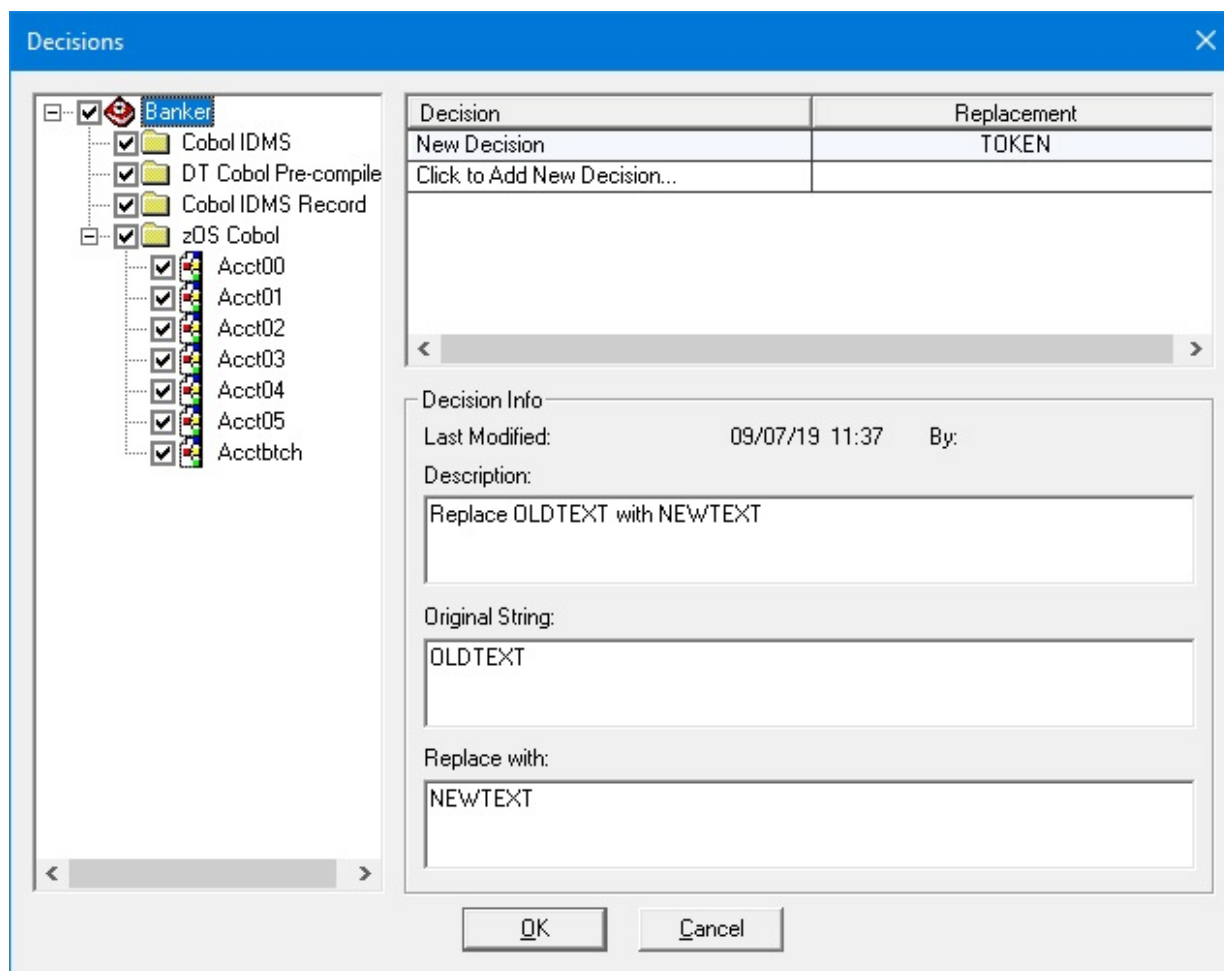 Decisions
Banker
Cobol IDMS
DT Cobol Pre-compile
Cobol IDMS Record
zOS Cobol
Acct00
Acct01
Acct02
Acct03
Acct04
Acct05
Acctbtch
Decision Replacement
New Decision TOKEN
Click to Add New Decision...
Decision Info
Last Modified: 09/07/19 11:37 By:
Description:
Replace OLDTEXT with NEWTEXT
Original String:
OLDTEXT
Replace with:
NEWTEXT
OK Cancel